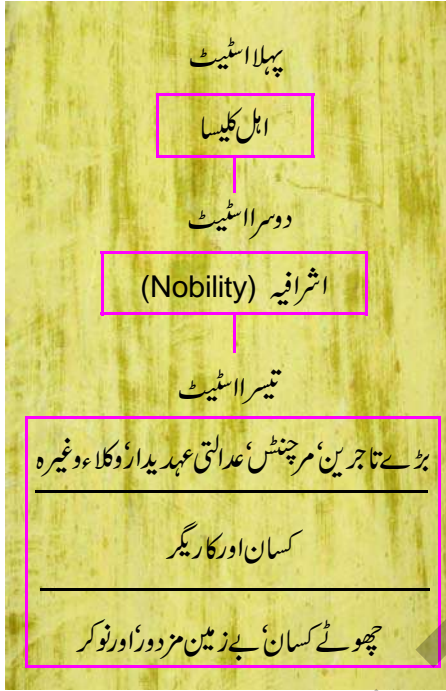 پہلا اسٹیٹ
اہل کلیسا
دوسرا اسٹیٹ
اشرافیہ (Nobility)
تیسرا اسٹیٹ
بڑے تاجرین، مرچنٹس، عدالتی عہدیدار، وکلاء وغیرہ
کسان اور کاریگر
چھوٹے کسان، بے زمین مزدور، اور نوکر